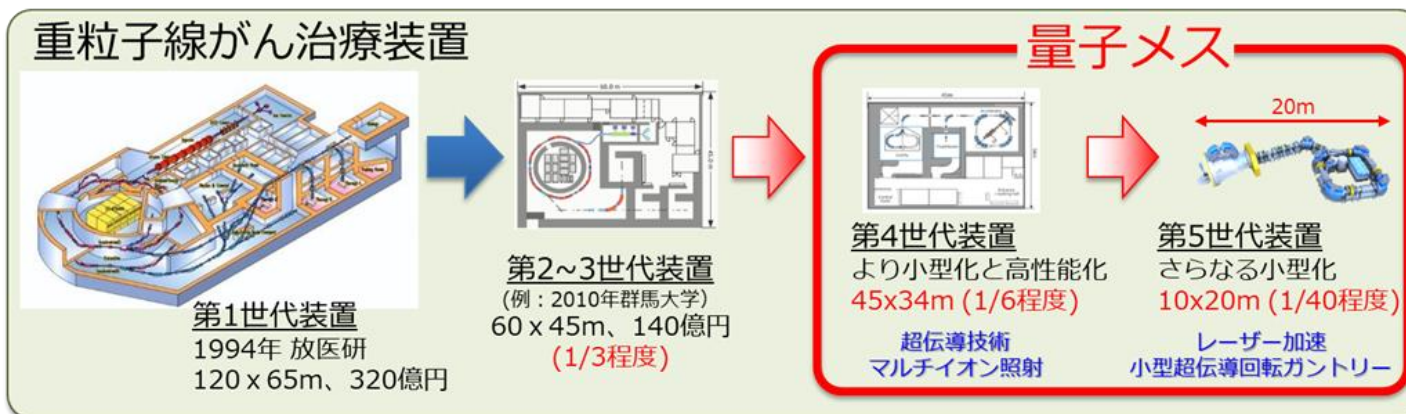 重粒子線がん治療装置
量子メス
第1世代装置
1994年 放医研
120 x 65m、320億円
第2~3世代装置
(例：2010年群馬大学)
60 x 45m、140億円
(1/3程度)
第4世代装置
より小型化と高性能化
45x34m (1/6程度)
超伝導技術
マルチイオン照射
20m
第5世代装置
さらなる小型化
10x20m (1/40程度)
レーザー加速
小型超伝導回転ガントリー